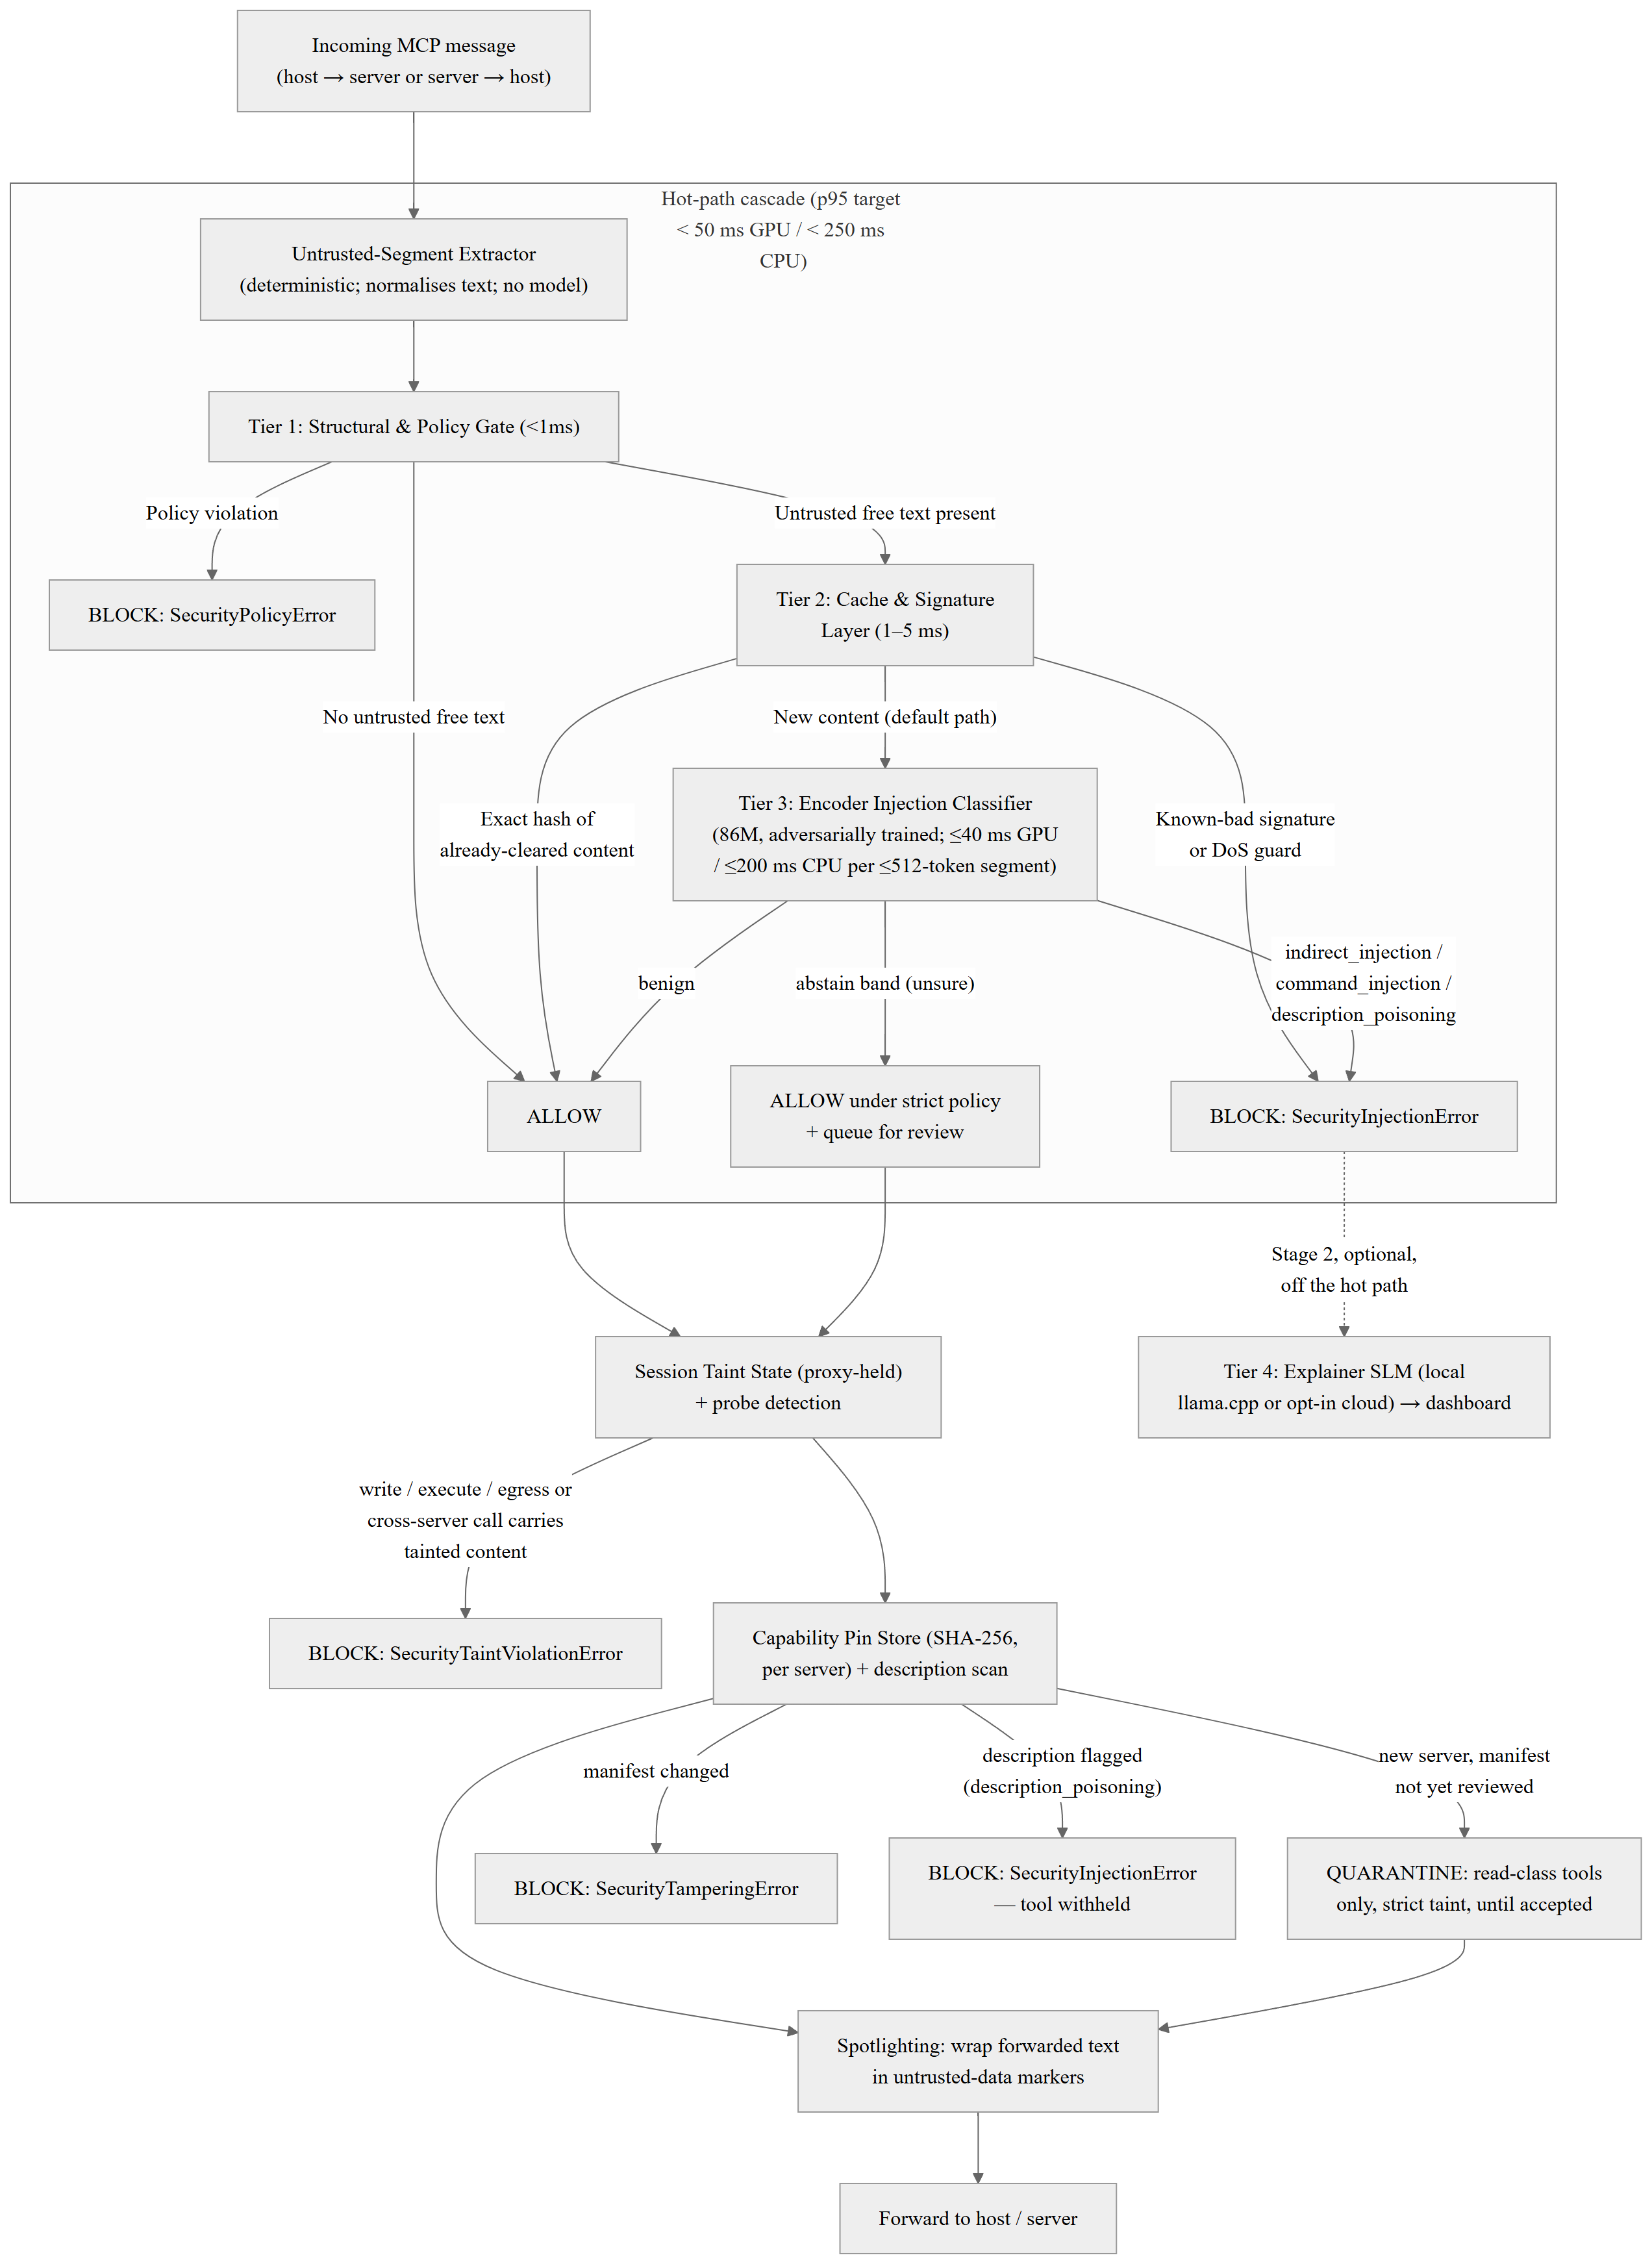 Incoming MCP message
(host → server or server → host)
Hot-path cascade (p95 target
< 50 ms GPU / < 250 ms
CPU)
Untrusted-Segment Extractor
(deterministic; normalises text; no model)
Tier 1: Structural & Policy Gate (<1ms)
Policy violation
Untrusted free text present
BLOCK: SecurityPolicyError
Tier 2: Cache & Signature
Layer (1–5 ms)
No untrusted free text
New content (default path)
Exact hash of
already-cleared content
Tier 3: Encoder Injection Classifier
(86M, adversarially trained; ≤40 ms GPU
/ ≤200 ms CPU per ≤512-token segment)
Known-bad signature
or DoS guard
benign
abstain band (unsure)
indirect_injection /
command_injection /
description_poisoning
ALLOW
ALLOW under strict policy
+ queue for review
BLOCK: SecurityInjectionError
Stage 2, optional,
off the hot path
Session Taint State (proxy-held)
+ probe detection
Tier 4: Explainer SLM (local
llama.cpp or opt-in cloud) → dashboard
write / execute / egress or
cross-server call carries
tainted content
BLOCK: SecurityTaintViolationError
Capability Pin Store (SHA-256,
per server) + description scan
manifest changed
description flagged
(description_poisoning)
new server, manifest
not yet reviewed
BLOCK: SecurityTamperingError
BLOCK: SecurityInjectionError
— tool withheld
QUARANTINE: read-class tools
only, strict taint, until accepted
Spotlighting: wrap forwarded text
in untrusted-data markers
Forward to host / server